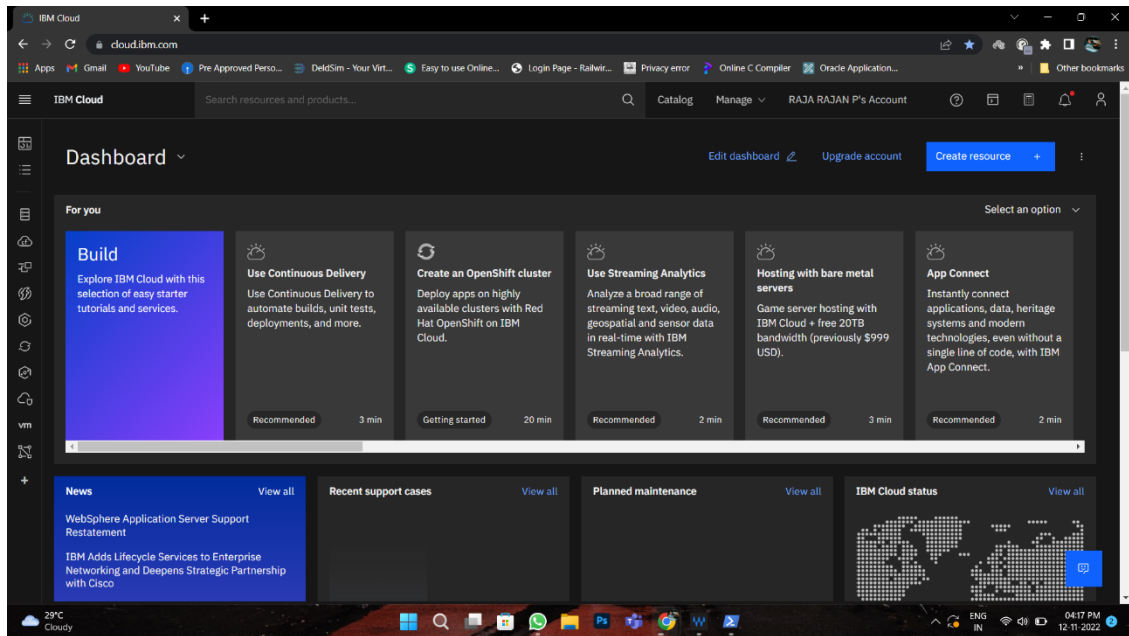 IBM Cloud
cloud.ibm.com
Apps
Gmail
YouTube
Pre Approved Perso...
DeldSim - Your Virt...
Easy to use Online...
Login Page - Railwir...
Privacy error
Online C Compiler
Oracle Application...
»
Other bookmarks
IBM Cloud
Search resources and products...
Catalog
Manage
RAJA RAJAN P's Account
Dashboard
Edit dashboard
Upgrade account
Create resource +
For you
Select an option
Build
Explore IBM Cloud with this
selection of easy starter
tutorials and services.
Use Continuous Delivery
Use Continuous Delivery to
automate builds, unit tests,
deployments, and more.
Recommended
3 min
Create an OpenShift cluster
Deploy apps on highly
available clusters with Red
Hat OpenShift on IBM
Cloud.
Getting started
20 min
Use Streaming Analytics
Analyze a broad range of
streaming text, video, audio,
geospatial and sensor data
in real-time with IBM
Streaming Analytics.
Recommended
2 min
Hosting with bare metal
servers
Game server hosting with
IBM Cloud + free 20TB
bandwidth (previously $999
USD).
Recommended
3 min
App Connect
Instantly connect
applications, data, heritage
systems and modern
technologies, even without a
single line of code, with IBM
App Connect.
Recommended
2 min
vm
News
View all
WebSphere Application Server Support
Restatement
IBM Adds Lifecycle Services to Enterprise
Networking and Deepens Strategic Partnership
with Cisco
Recent support cases
View all
Planned maintenance
View all
IBM Cloud status
View all
29°C
Cloudy
Ps
ENG
IN
04:17 PM
12-11-2022
2